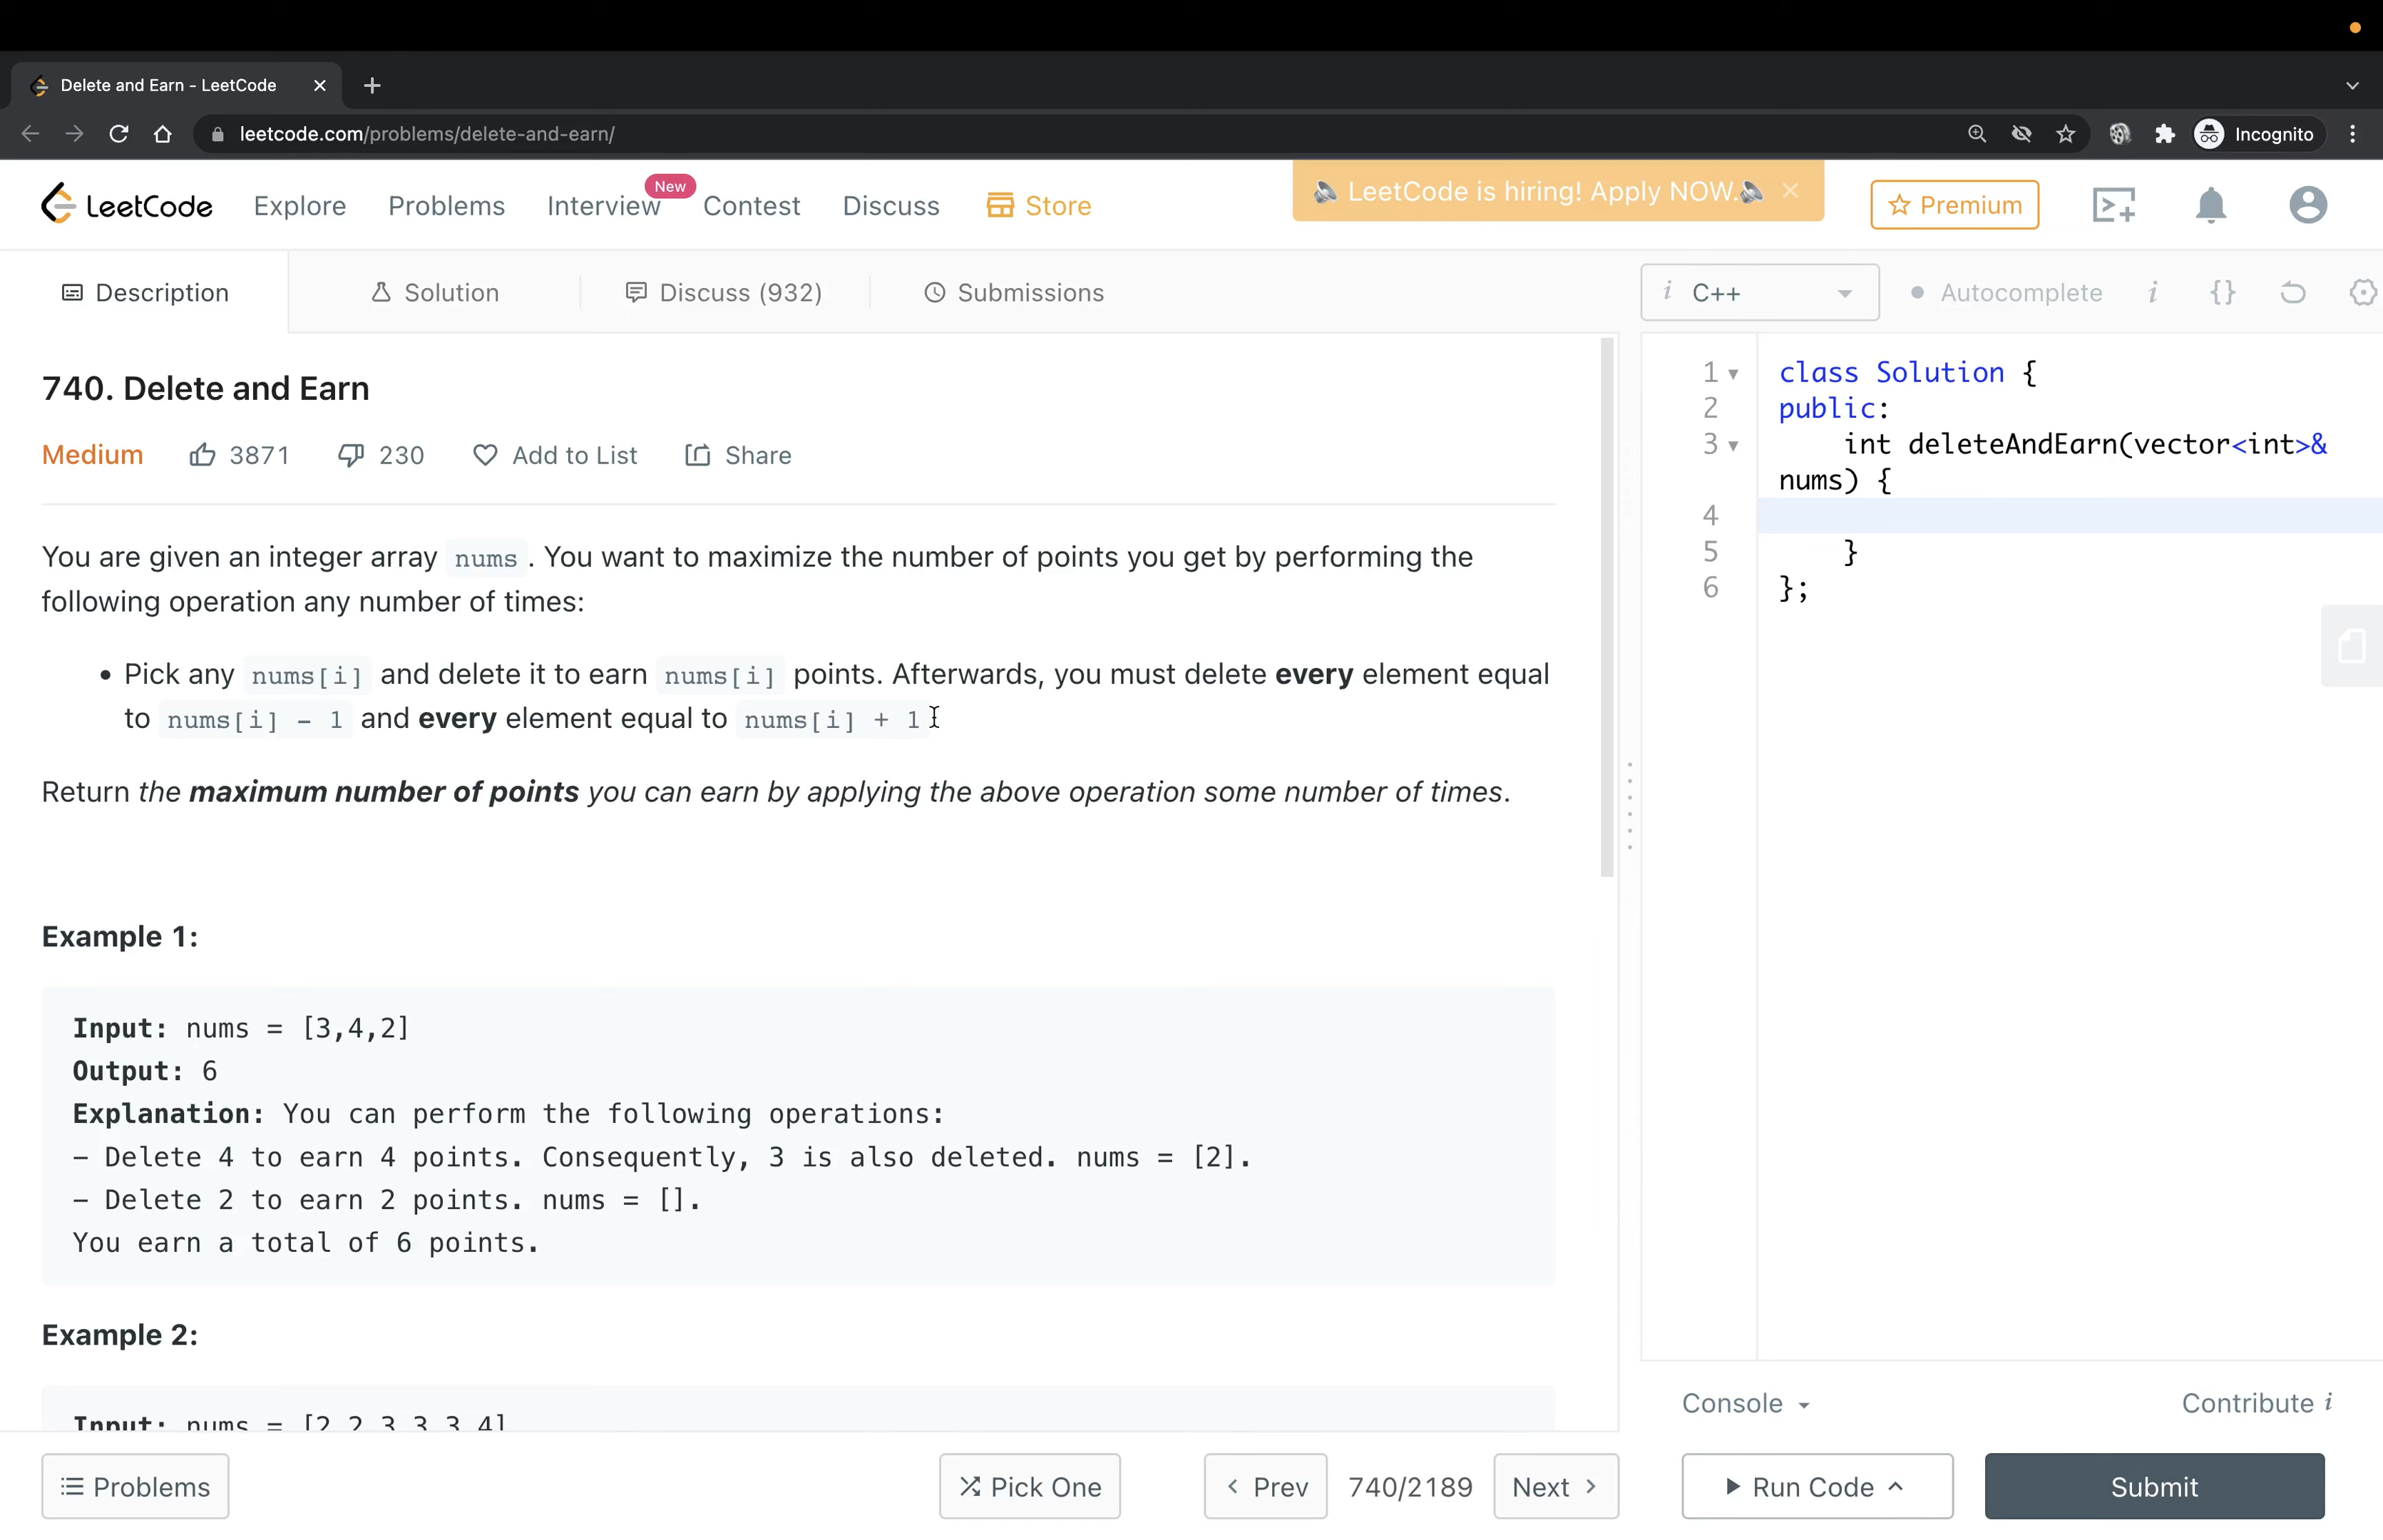 Delete and Earn - LeetCode
leetcode.com/problems/delete-and-earn/
Incognito
LeetCode Explore Problems Interview New Contest Discuss Store
LeetCode is hiring! Apply NOW.
Premium
Description Solution Discuss (932) Submissions
i C++ Autocomplete i {}
740. Delete and Earn
Medium 3871 230 Add to List Share
You are given an integer array nums. You want to maximize the number of points you get by performing the
following operation any number of times:
• Pick any nums[i] and delete it to earn nums[i] points. Afterwards, you must delete every element equal
to nums[i] - 1 and every element equal to nums[i] + 1
Return the maximum number of points you can earn by applying the above operation some number of times.
Example 1:
Input: nums = [3,4,2]
Output: 6
Explanation: You can perform the following operations:
- Delete 4 to earn 4 points. Consequently, 3 is also deleted. nums = [2].
- Delete 2 to earn 2 points. nums = [].
You earn a total of 6 points.
Example 2:
Input: nums = [2,2,3,3,3,4]
1 class Solution {
2 public:
3 int deleteAndEarn(vector<int>&
nums) {
4
5 }
6 };
Console Contribute i
Problems Pick One Prev 740/2189 Next Run Code Submit